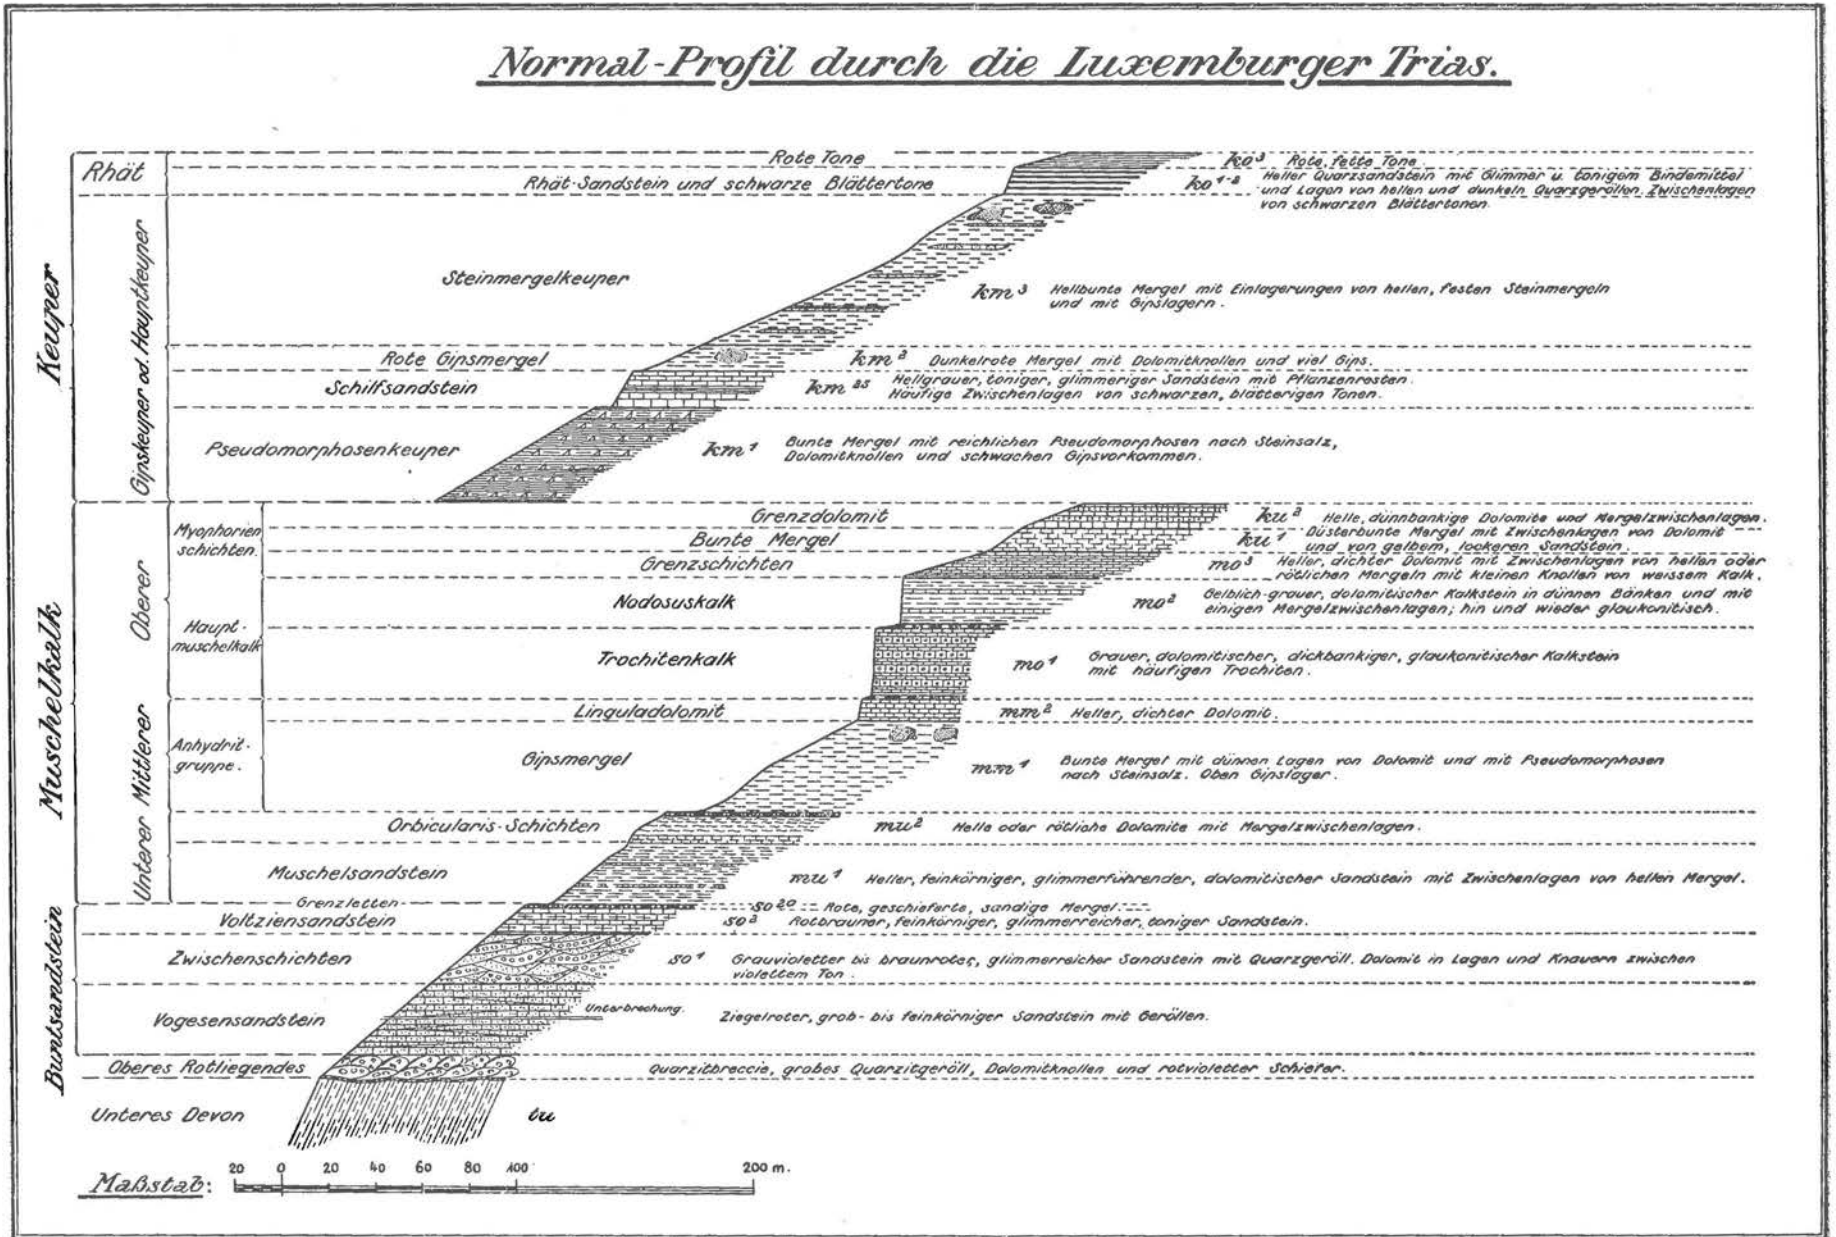 Normal-Profil durch die Luxemburger Trias.
Keuper
Rhät
Rote Tone
ko³ Rote, fette Tone.
Rhät-Sandstein und schwarze Blättertone
ko¹⁻² Heller Quarzsandstein mit Glimmer u. tonigem Bindemittel
und Lagen von hellen und dunkeln Quarzgeröllen. Zwischenlagen
von schwarzen Blättertonen.
Gipskeuper od. Hauptkeuper
Steinmergelkeuper
km³ Hellbunte Mergel mit Einlagerungen von hellen, festen Steinmergeln
und mit Gipslagern.
Rote Gipsmergel
km² Dunkelrote Mergel mit Dolomitknollen und viel Gips.
Schilfsandstein
km²ˢ Hellgrauer, toniger, glimmeriger Sandstein mit Pflanzenresten.
Häufige Zwischenlagen von schwarzen, blätterigen Tonen.
Pseudomorphosenkeuper
km¹ Bunte Mergel mit reichlichen Pseudomorphosen nach Steinsalz,
Dolomitknollen und schwachen Gipsvorkommen.
Muschelkalk
Oberer
Myophorien
schichten.
Grenzdolomit
ku² Helle, dünnbankige Dolomite und Mergelzwischenlagen.
Bunte Mergel
ku¹ Düsterbunte Mergel mit Zwischenlagen von Dolomit
und von gelbem, lockeren Sandstein.
Grenzschichten
mo³ Heller, dichter Dolomit mit Zwischenlagen von hellen oder
rötlichen Mergeln mit kleinen Knollen von weissem Kalk.
Haupt-
muschelkalk
Nodosuskalk
mo² Gelblich-grauer, dolomitischer Kalkstein in dünnen Bänken und mit
einigen Mergelzwischenlagen; hin und wieder glaukonitisch.
Trochitenkalk
mo¹ Grauer, dolomitischer, dickbankiger, glaukonitischer Kalkstein
mit häufigen Trochiten.
Mittlerer
Anhydrit-
gruppe.
Linguladolomit
mm² Heller, dichter Dolomit.
Gipsmergel
mm¹ Bunte Mergel mit dünnen Lagen von Dolomit und mit Pseudomorphosen
nach Steinsalz. Oben Gipslager.
Unterer
Orbicularis-Schichten
mu² Helle oder rötliche Dolomite mit Mergelzwischenlagen.
Muschelsandstein
mu¹ Heller, feinkörniger, glimmerführender, dolomitischer Sandstein mit Zwischenlagen von hellen Mergel.
Buntsandstein
Grenzletten
so²ᵃ Rote, geschieferte, sandige Mergel.
Voltziensandstein
so² Rotbrauner, feinkörniger, glimmerreicher, toniger Sandstein.
Zwischenschichten
so¹ Grauvioletter bis braunroter, glimmerreicher Sandstein mit Quarzgeröll. Dolomit in Lagen und Knauern zwischen
violettem Ton.
Vogesensandstein
Unterbrechung.
Ziegelroter, grob- bis feinkörniger Sandstein mit Geröllen.
Oberes Rotliegendes
Quarzitbreccie, grobes Quarzitgeröll, Dolomitknollen und rotvioletter Schiefer.
Unteres Devon
tu
Maßstab:
20 0 20 40 60 80 100 200 m.